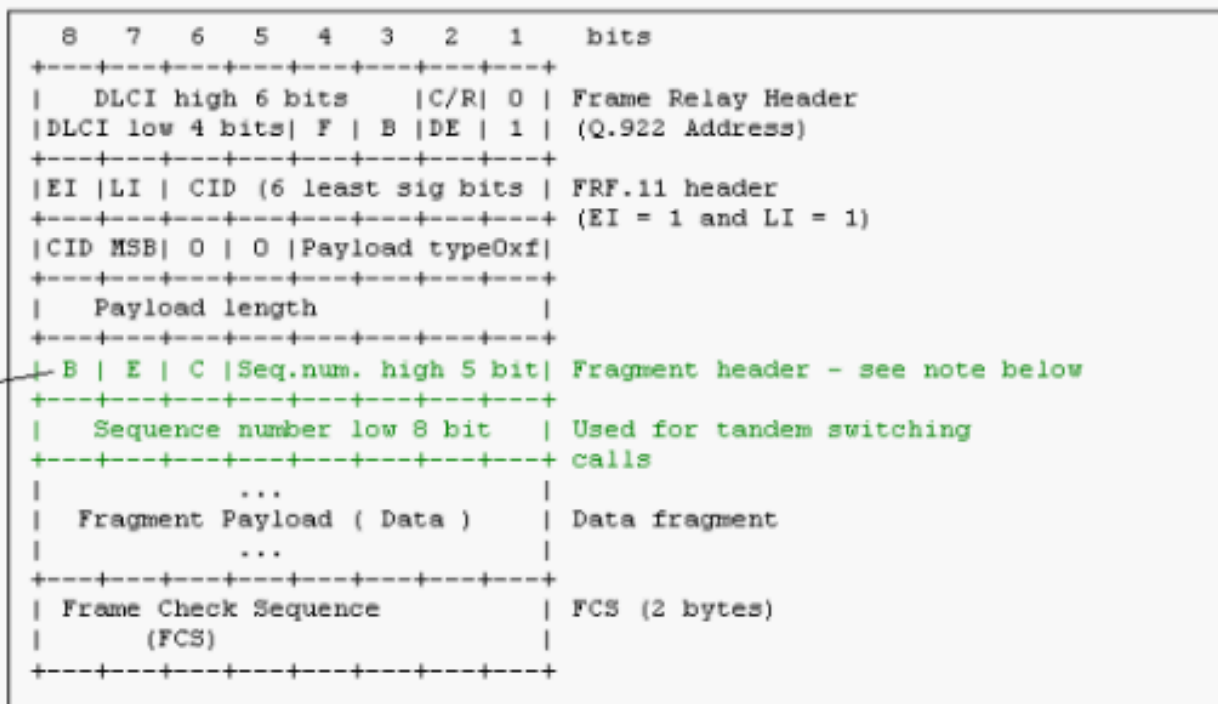 8   7   6   5   4   3   2   1    bits
+---+---+---+---+---+---+---+---+
|   DLCI high 6 bits    |C/R| 0 | Frame Relay Header
|DLCI low 4 bits| F | B |DE | 1 | (Q.922 Address)
+---+---+---+---+---+---+---+---+
|EI |LI | CID (6 least sig bits | FRF.11 header
+---+---+---+---+---+---+---+---+ (EI = 1 and LI = 1)
|CID MSB| 0 | 0 |Payload type0xf|
+---+---+---+---+---+---+---+---+
|   Payload length              |
+---+---+---+---+---+---+---+---+
| B | E | C |Seq.num. high 5 bit| Fragment header - see note below
+---+---+---+---+---+---+---+---+
|   Sequence number low 8 bit   | Used for tandem switching
+---+---+---+---+---+---+---+---+ calls
|            ...                |
|  Fragment Payload ( Data )    | Data fragment
|            ...                |
+---+---+---+---+---+---+---+---+
| Frame Check Sequence          | FCS (2 bytes)
|      (FCS)                    |
+---+---+---+---+---+---+---+---+